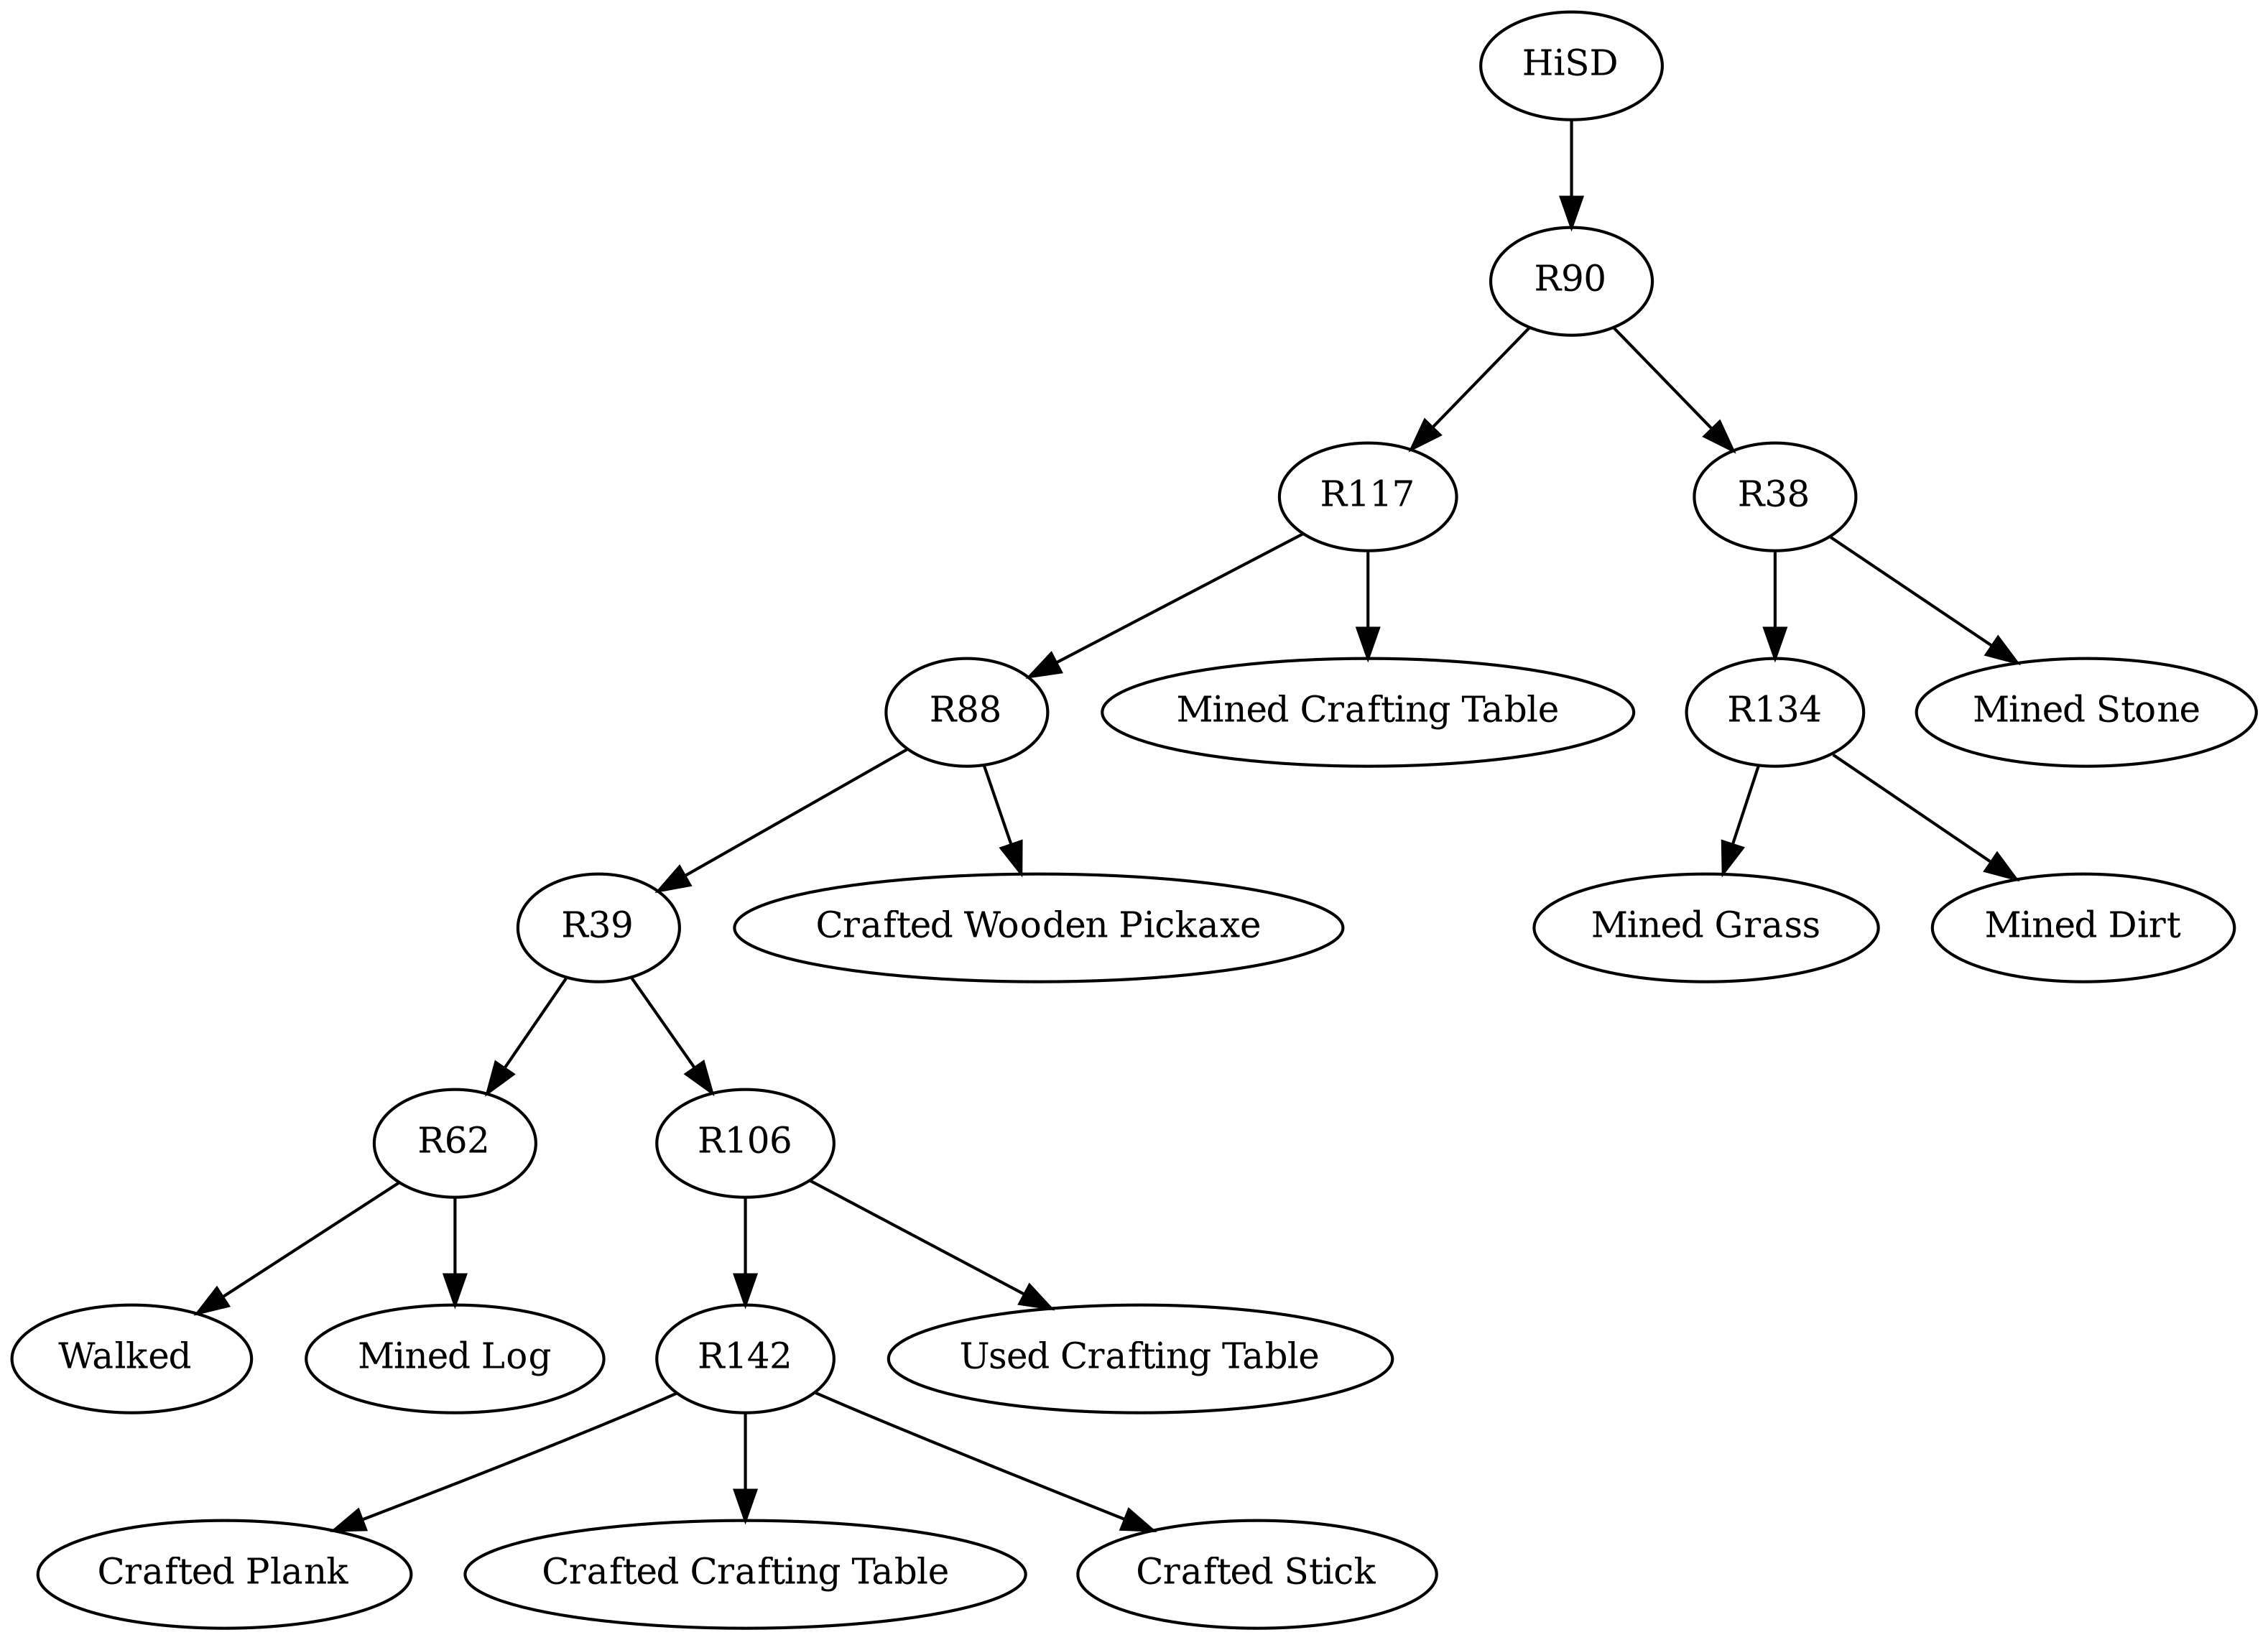 HiSD
R90
R117
R38
R88
Mined Crafting Table
R134
Mined Stone
R39
Crafted Wooden Pickaxe
Mined Grass
Mined Dirt
R62
R106
Walked
Mined Log
R142
Used Crafting Table
Crafted Plank
Crafted Crafting Table
Crafted Stick